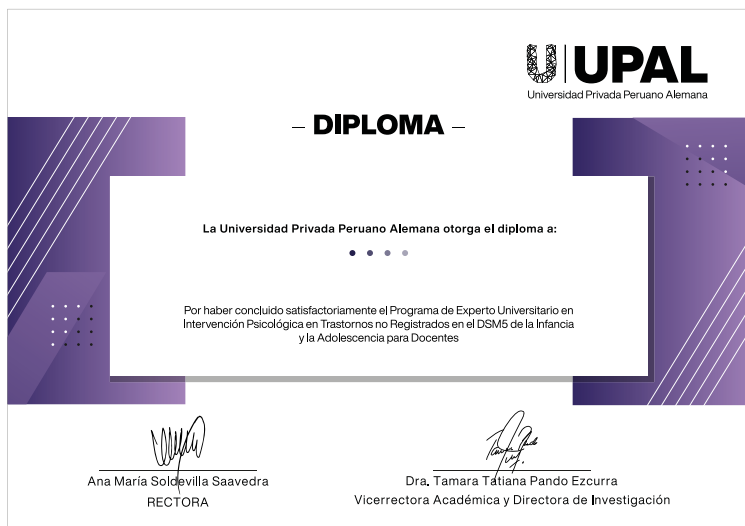 UPAL
Universidad Privada Peruano Alemana
– DIPLOMA –
La Universidad Privada Peruano Alemana otorga el diploma a:
Por haber concluido satisfactoriamente el Programa de Experto Universitario en
Intervención Psicológica en Trastornos no Registrados en el DSM5 de la Infancia
y la Adolescencia para Docentes
Ana María Soldevilla Saavedra
RECTORA
Dra. Tamara Tatiana Pando Ezcurra
Vicerrectora Académica y Directora de Investigación